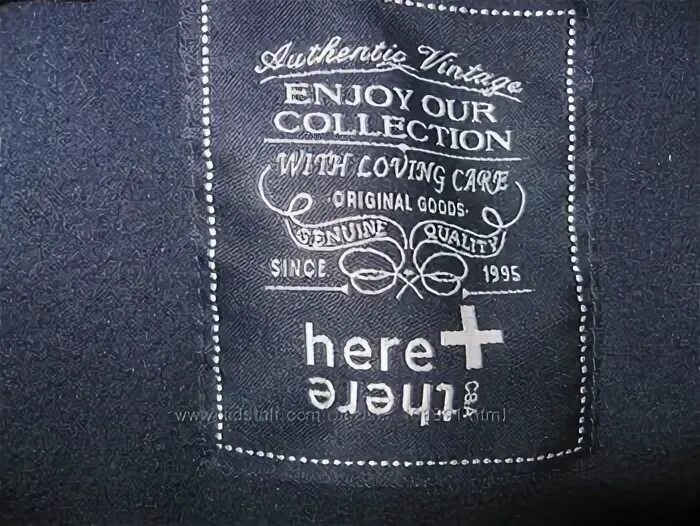 Authentic Vintage
ENJOY OUR
COLLECTION
WITH LOVING CARE
·ORIGINAL GOODS·
GENUINE QUALITY
SINCE 1995
here+
there
C&A